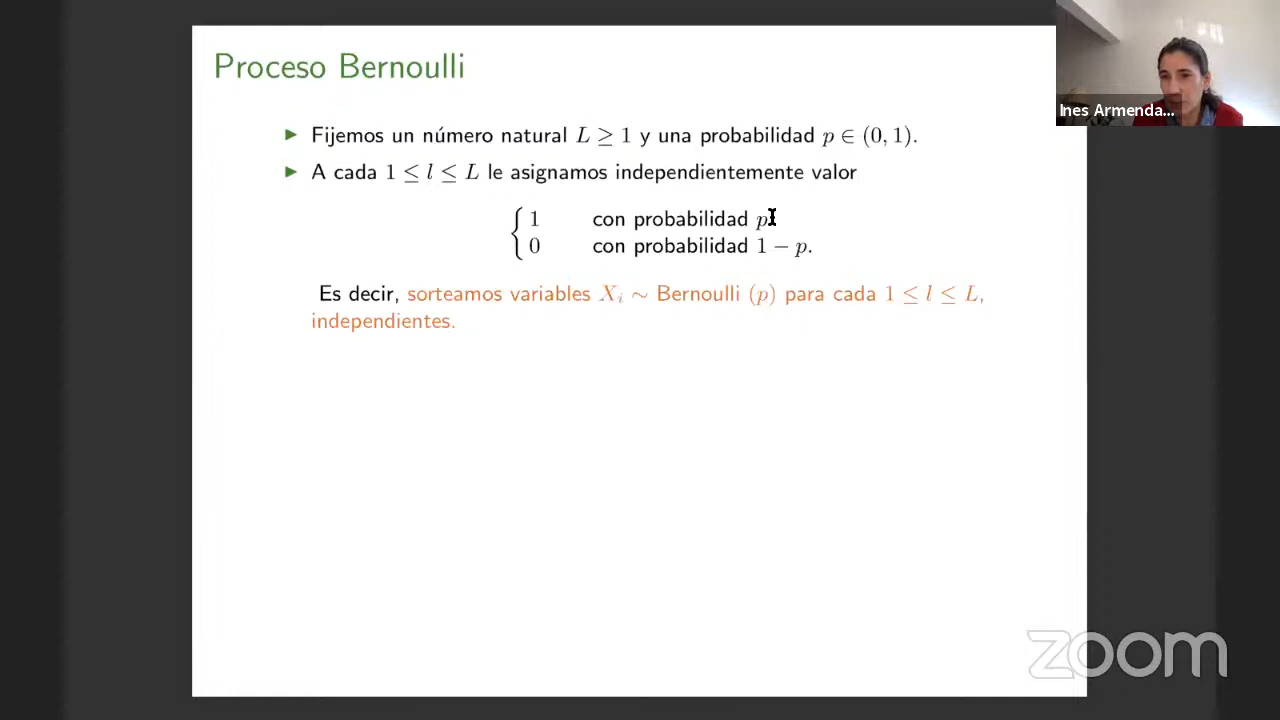 Proceso Bernoulli
▶ Fijemos un número natural L ≥ 1 y una probabilidad p ∈ (0, 1).
▶ A cada 1 ≤ l ≤ L le asignamos independientemente valor
1 con probabilidad p
0 con probabilidad 1 − p.
Es decir, sorteamos variables X_i ∼ Bernoulli (p) para cada 1 ≤ l ≤ L,
independientes.
Ines Armenda...
zoom